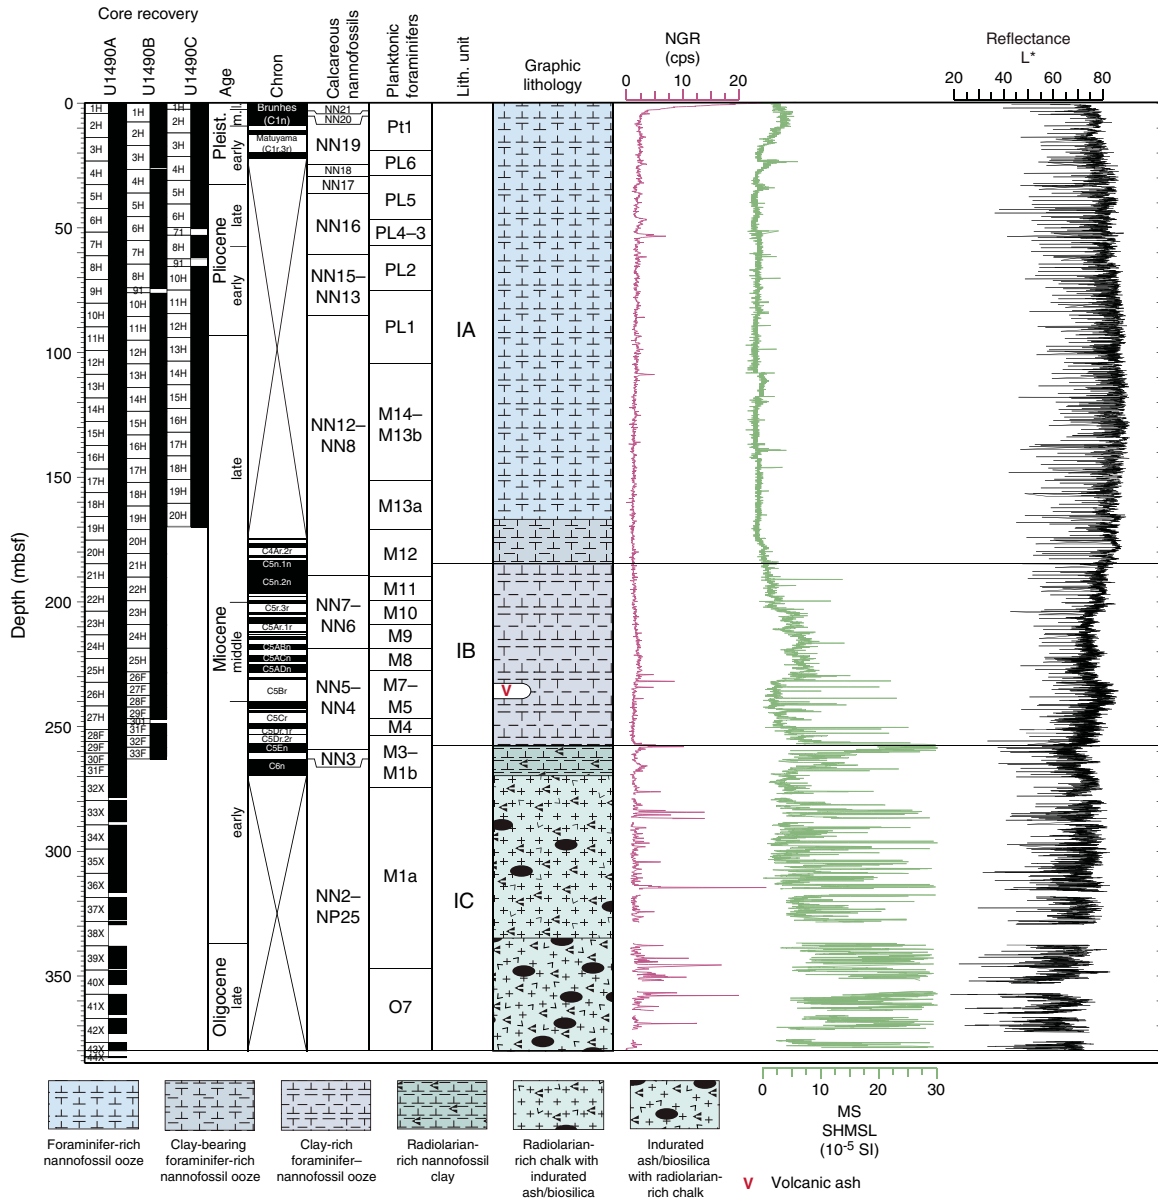 Core recovery
U1490A
U1490B
U1490C
Age
Chron
Calcareous
nannofossils
Planktonic
foraminifers
Lith. unit
Graphic
lithology
NGR
(cps)
0 10 20
Reflectance
L*
20 40 60 80
Depth (mbsf)
0
50
100
150
200
250
300
350
1H
2H
3H
4H
5H
6H
7H
8H
9H
10H
11H
12H
13H
14H
15H
16H
17H
18H
19H
20H
21H
22H
23H
24H
25H
26H
27H
28F
29F
30F
31F
32X
33X
34X
35X
36X
37X
38X
39X
40X
41X
42X
43X
44X
1H
2H
3H
4H
5H
6H
7H
8H
91
10H
11H
12H
13H
14H
15H
16H
17H
18H
19H
20H
21H
22H
23H
24H
25H
26F
27F
28F
29F
301
31F
32F
33F
1H
2H
3H
4H
5H
6H
71
8H
91
10H
11H
12H
13H
14H
15H
16H
17H
18H
19H
20H
Pleist.
m.
l.
early
Pliocene
late
early
Miocene
late
middle
early
Oligocene
late
Brunhes
(C1n)
Matuyama
(C1r.3r)
C4Ar.2r
C5n.1n
C5n.2n
C5r.3r
C5Ar.1r
C5ABn
C5ACn
C5ADn
C5Br
C5Cr
C5Dr.1r
C5Dr.2r
C5En
C6n
NN21
NN20
NN19
NN18
NN17
NN16
NN15–
NN13
NN12–
NN8
NN7–
NN6
NN5–
NN4
NN3
NN2–
NP25
Pt1
PL6
PL5
PL4–3
PL2
PL1
M14–
M13b
M13a
M12
M11
M10
M9
M8
M7–
M5
M4
M3–
M1b
M1a
O7
IA
IB
IC
V
0 10 20 30
MS
SHMSL
(10-5 SI)
Foraminifer-rich
nannofossil ooze
Clay-bearing
foraminifer-rich
nannofossil ooze
Clay-rich
foraminifer–
nannofossil ooze
Radiolarian-
rich nannofossil
clay
Radiolarian-
rich chalk with
indurated
ash/biosilica
Indurated
ash/biosilica
with radiolarian-
rich chalk
V Volcanic ash